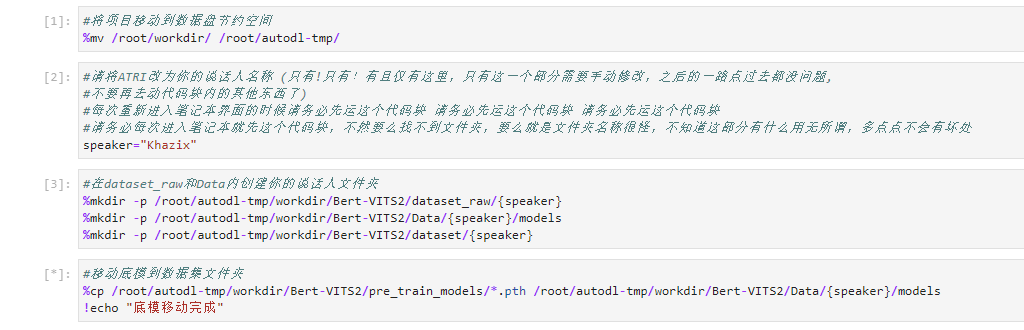 [1]: #将项目移动到数据盘节约空间
%mv /root/workdir/ /root/autodl-tmp/
[2]: #请将ATRI改为你的说话人名称 (只有!只有! 有且仅有这里, 只有这一个部分需要手动修改, 之后的一路点过去都没问题,
#不要再去动代码块内的其他东西了)
#每次重新进入笔记本界面的时候请务必先运这个代码块 请务必先运这个代码块 请务必先运这个代码块
#请务必每次进入笔记本就先这个代码块, 不然要么找不到文件夹, 要么就是文件夹名称很怪, 不知道这部分有什么用无所谓, 多点点不会有坏处
speaker="Khazix"
[3]: #在dataset_raw和Data内创建你的说话人文件夹
%mkdir -p /root/autodl-tmp/workdir/Bert-VITS2/dataset_raw/{speaker}
%mkdir -p /root/autodl-tmp/workdir/Bert-VITS2/Data/{speaker}/models
%mkdir -p /root/autodl-tmp/workdir/Bert-VITS2/dataset/{speaker}
[*]: #移动底模到数据集文件夹
%cp /root/autodl-tmp/workdir/Bert-VITS2/pre_train_models/*.pth /root/autodl-tmp/workdir/Bert-VITS2/Data/{speaker}/models
!echo "底模移动完成"